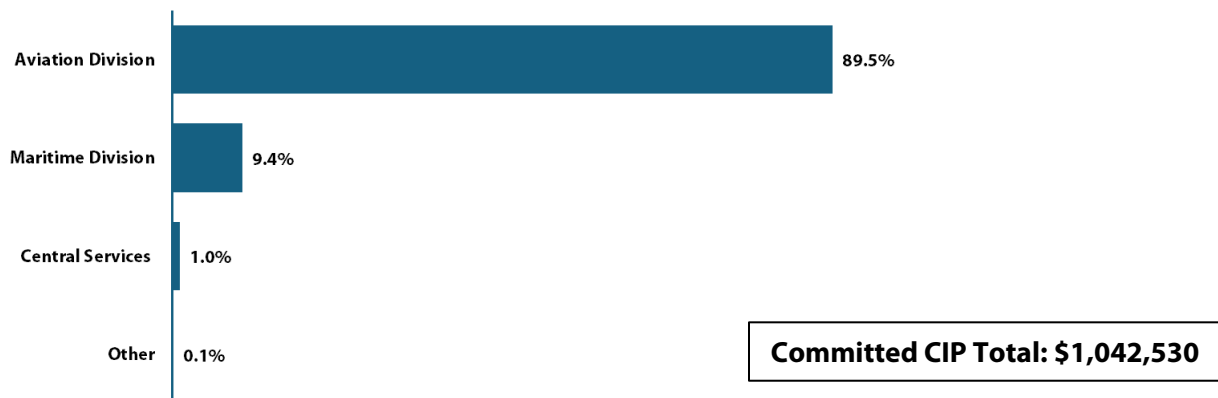 Aviation Division
89.5%
Maritime Division
9.4%
Central Services
1.0%
Other
0.1%
Committed CIP Total: $1,042,530